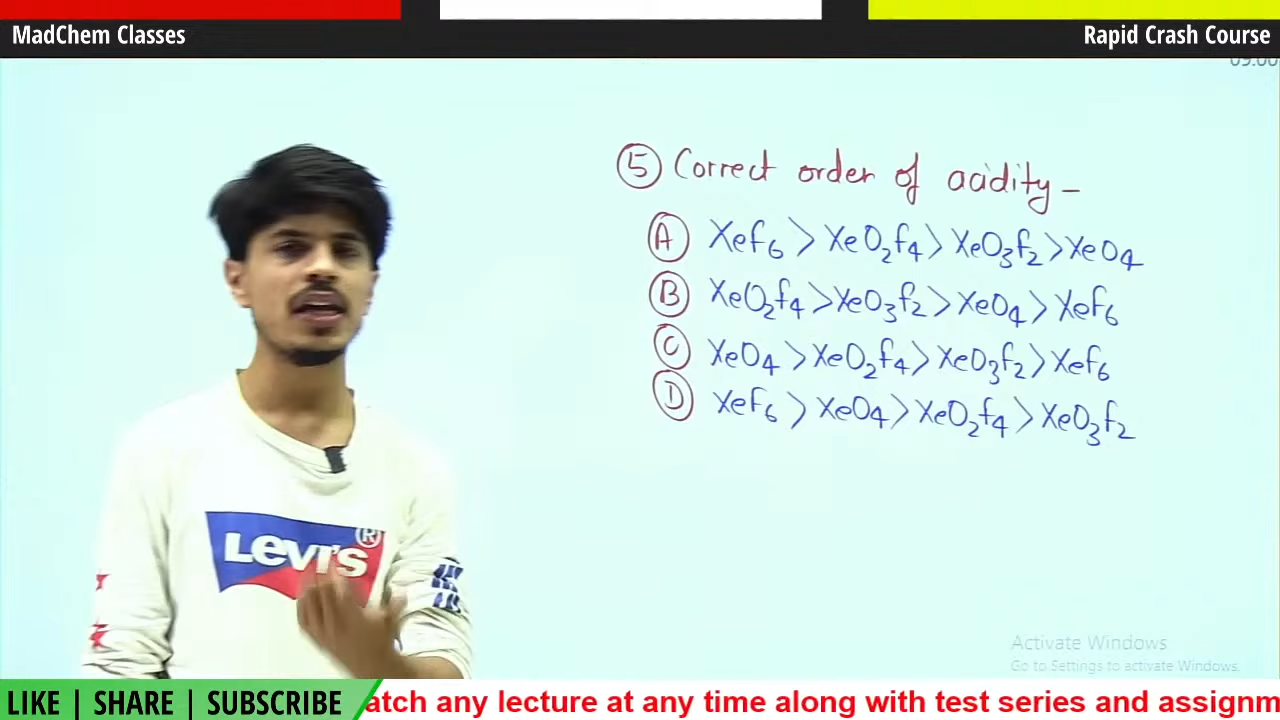 MadChem Classes
Rapid Crash Course
09:00
⑤ Correct order of acidity –
Ⓐ Xef₆ > XeO₂f₄ > XeO₃f₂ > XeO₄
Ⓑ XeO₂f₄ > XeO₃f₂ > XeO₄ > Xef₆
Ⓒ XeO₄ > XeO₂f₄ > XeO₃f₂ > Xef₆
Ⓓ Xef₆ > XeO₄ > XeO₂f₄ > XeO₃f₂
Levi's®
Activate Windows
Go to Settings to activate Windows.
LIKE | SHARE | SUBSCRIBE
atch any lecture at any time along with test series and assignm